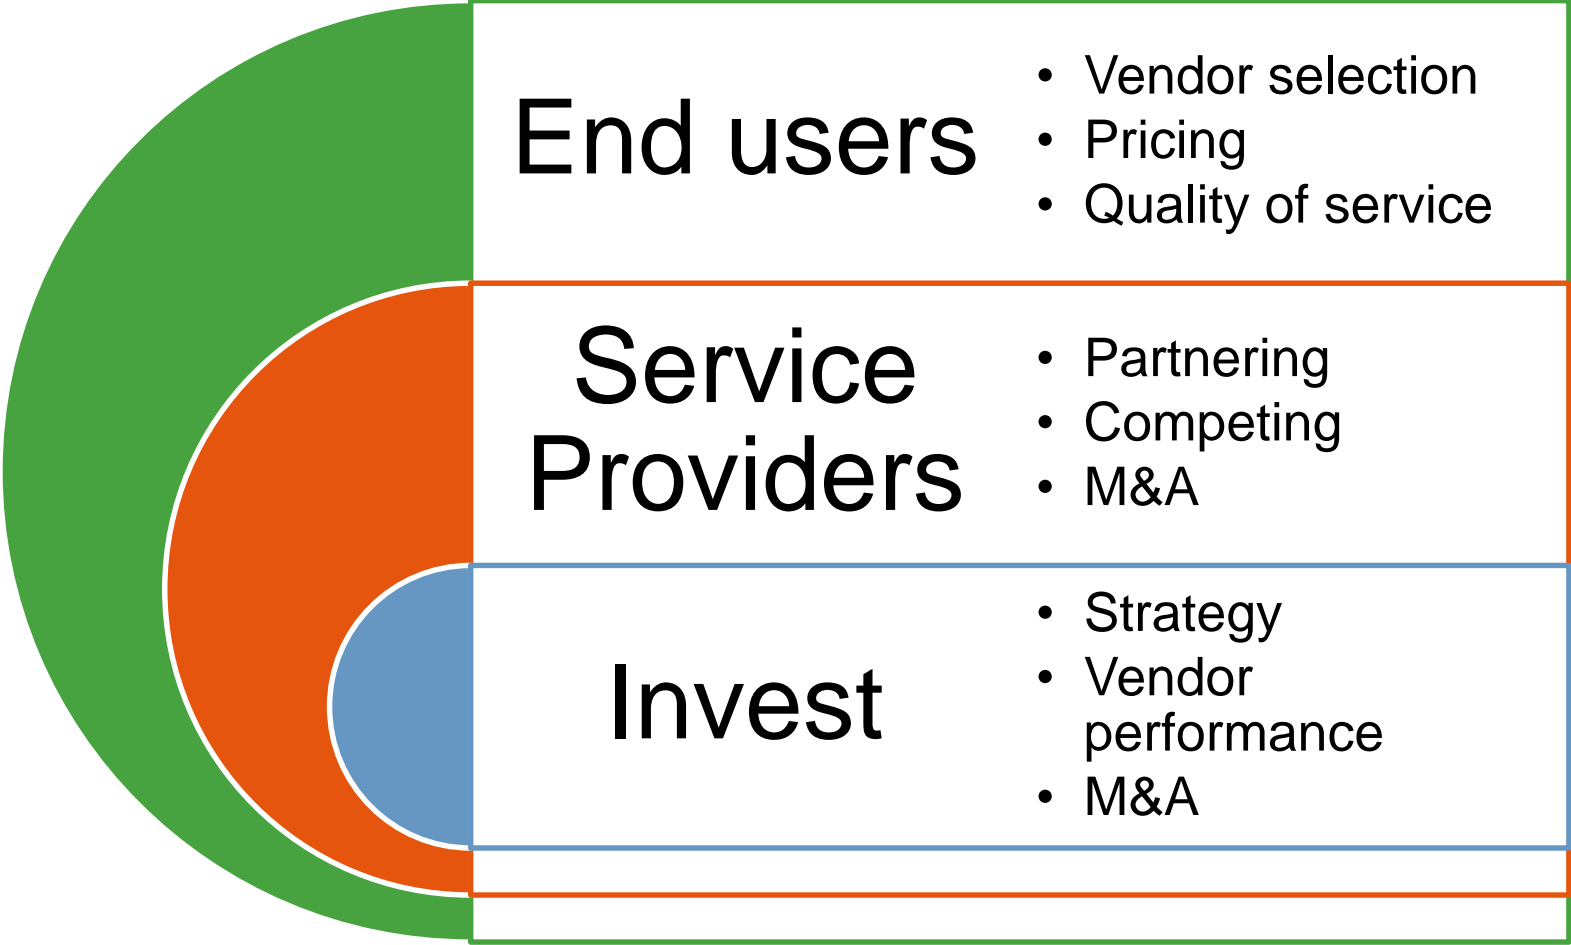 End users
• Vendor selection
• Pricing
• Quality of service
Service
Providers
• Partnering
• Competing
• M&A
Invest
• Strategy
• Vendor
performance
• M&A